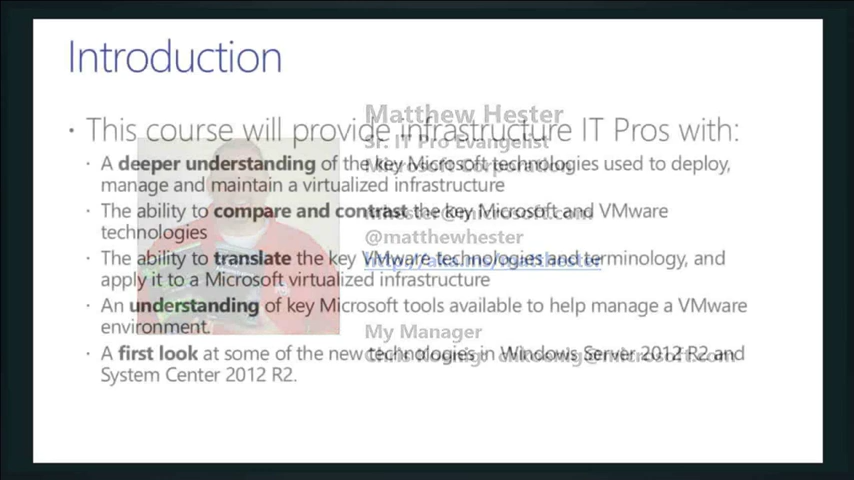 Introduction
• This course will provide infrastructure IT Pros with:
• A deeper understanding of the key Microsoft technologies used to deploy,
manage and maintain a virtualized infrastructure
• The ability to compare and contrast the key Microsoft and VMware
technologies
• The ability to translate the key VMware technologies and terminology, and
apply it to a Microsoft virtualized infrastructure
• An understanding of key Microsoft tools available to help manage a VMware
environment.
• A first look at some of the new technologies in Windows Server 2012 R2 and
System Center 2012 R2.
Matthew Hester
Sr. IT Pro Evangelist
Microsoft Corporation
@matthewhester
My Manager